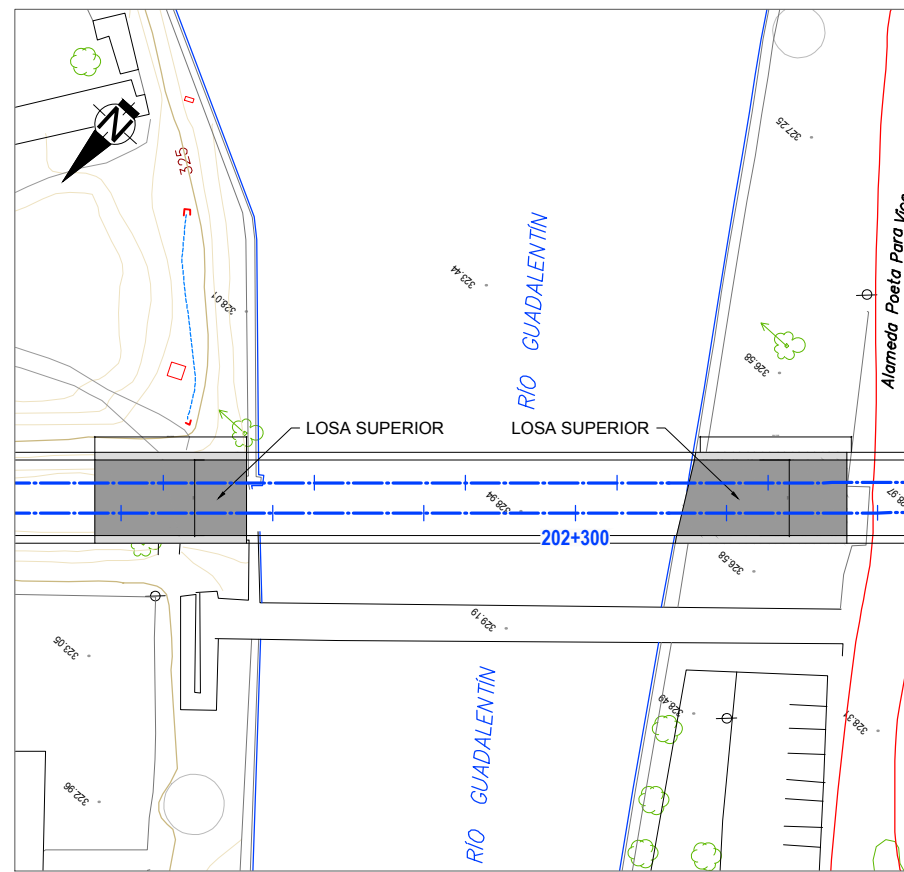 327.25
N
325
Alameda Poeta Para Vico
323.44
RÍO GUADALENTÍN
328.01
326.58
LOSA SUPERIOR
LOSA SUPERIOR
328.94
202+300
326.58
329.19
323.05
RÍO GUADALENTÍN
328.49
328.31
322.96